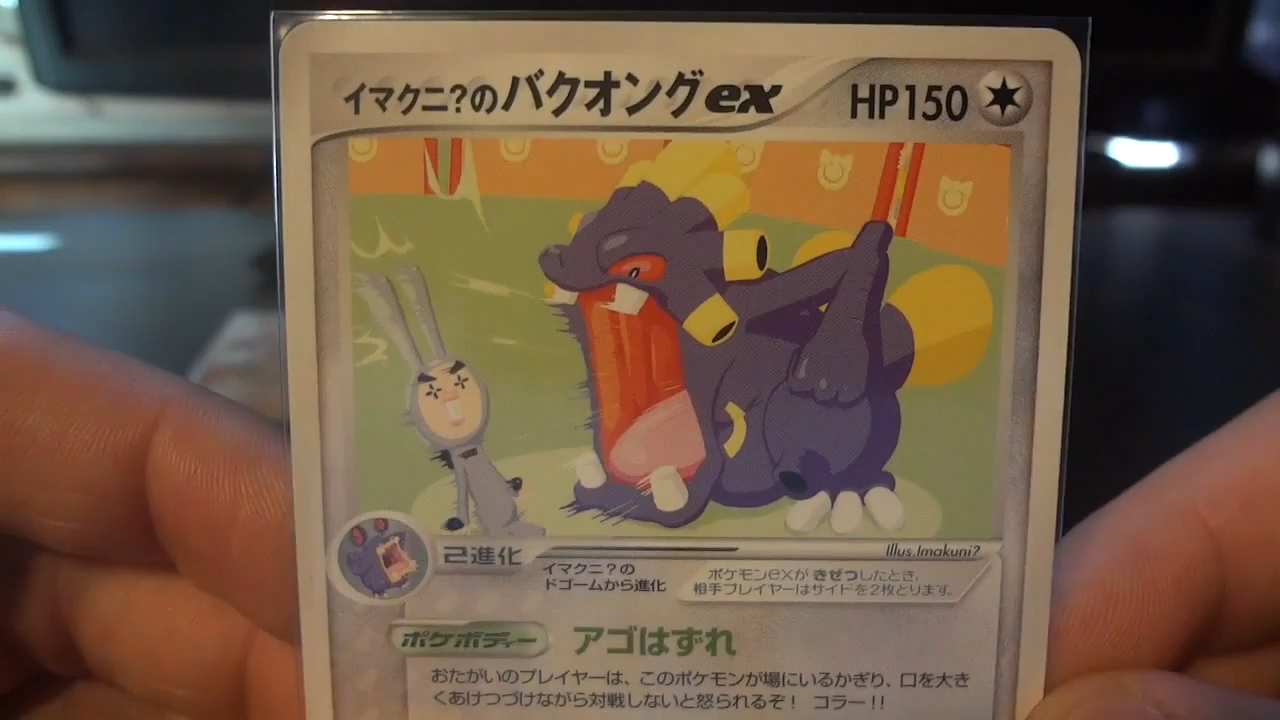 イマクニ?のバクオングex HP150
Illus.Imakuni?
己進化
イマクニ?の
ドゴームから進化
ポケモンexがきぜつしたとき、
相手プレイヤーはサイドを2枚とります。
ポケボディー アゴはずれ
おたがいのプレイヤーは、このポケモンが場にいるかぎり、口を大き
くあけつづけながら対戦しないと怒られるぞ! コラー!!